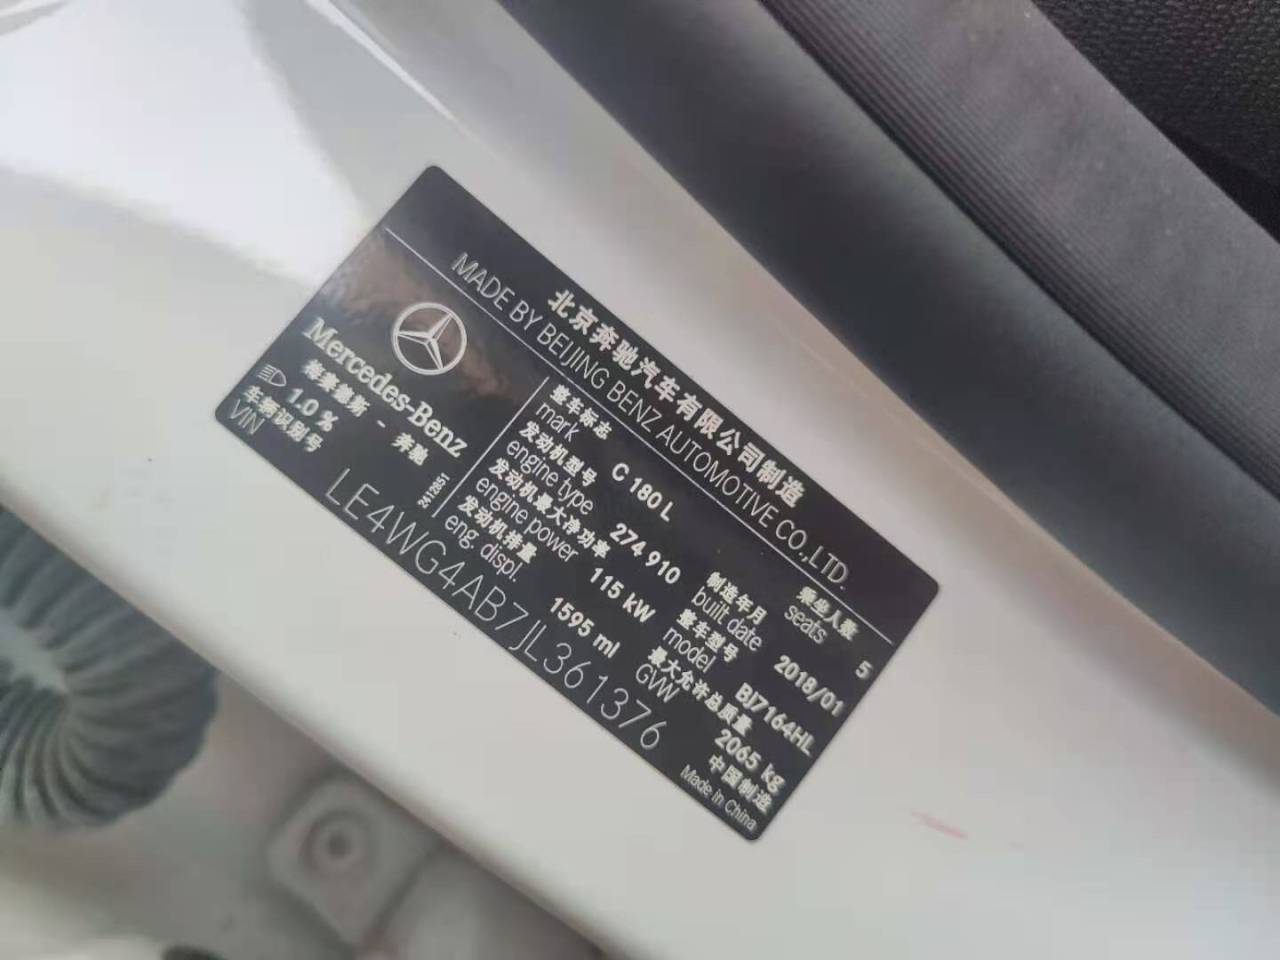 北京奔驰汽车有限公司制造
MADE BY BEIJING BENZ AUTOMOTIVE CO.,LTD.
Mercedes-Benz
梅赛德斯 - 奔驰
1.0 %
整车标志
mark
C 180 L
发动机型号
engine type
274 910
发动机最大净功率
engine power
115 kW
发动机排量
eng. displ.
1595 ml
乘坐人数
seats
5
制造年月
built date
2018/01
整车型号
model
BJ7164HL
最大允许总质量
GVW
2065 kg
车辆识别号
VIN
LE4WG4AB7JL361376
中国制造
Made in China